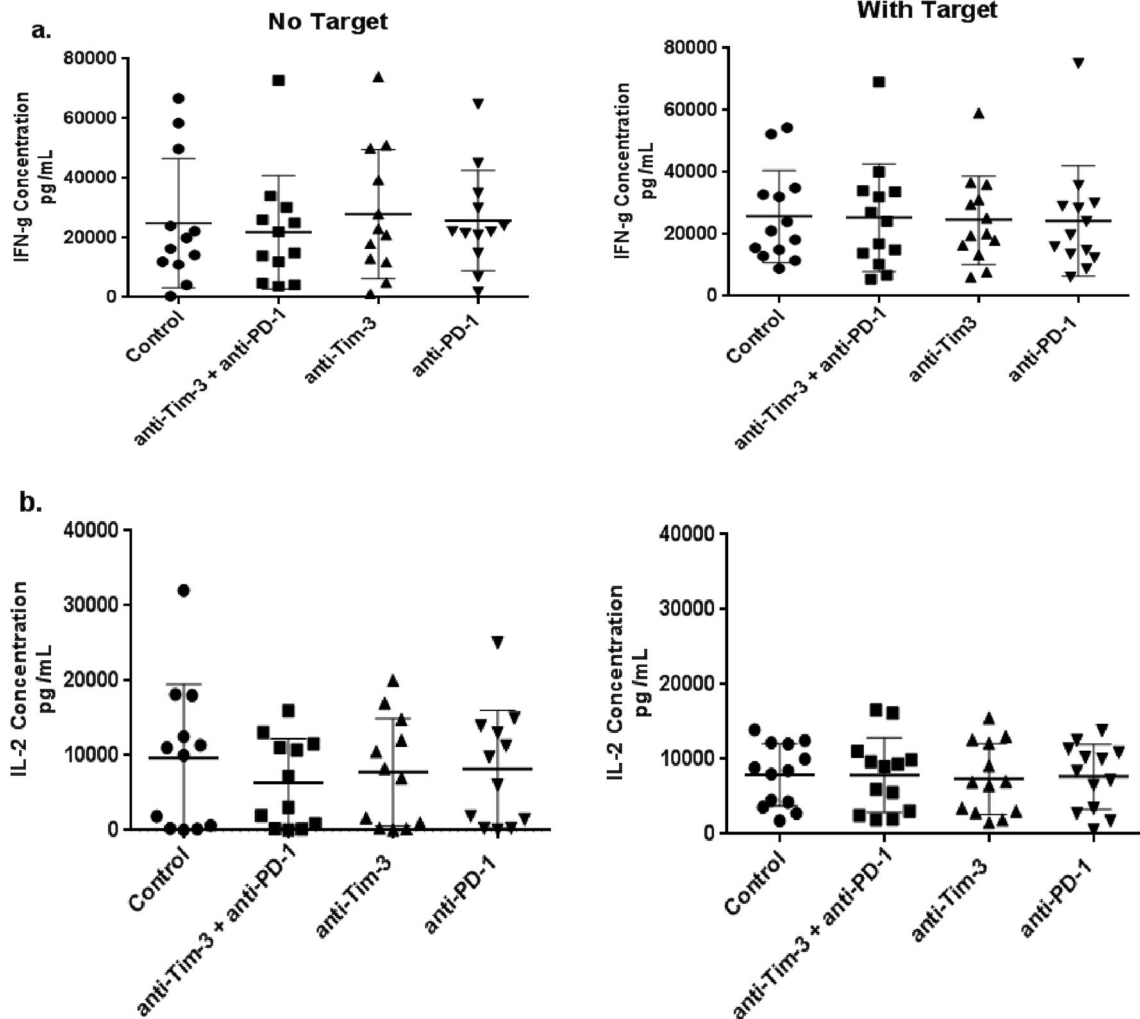 a.
No Target
IFN-g Concentration
pg /mL
80000
60000
40000
20000
0
Control
anti-Tim-3 + anti-PD-1
anti-Tim-3
anti-PD-1
With Target
IFN-g Concentration
pg /mL
80000
60000
40000
20000
0
Control
anti-Tim-3 + anti-PD-1
anti-Tim3
anti-PD-1
b.
IL-2 Concentration
pg /mL
40000
30000
20000
10000
0
Control
anti-Tim-3 + anti-PD-1
anti-Tim-3
anti-PD-1
IL-2 Concentration
pg /mL
40000
30000
20000
10000
0
Control
anti-Tim-3 + anti-PD-1
anti-Tim-3
anti-PD-1